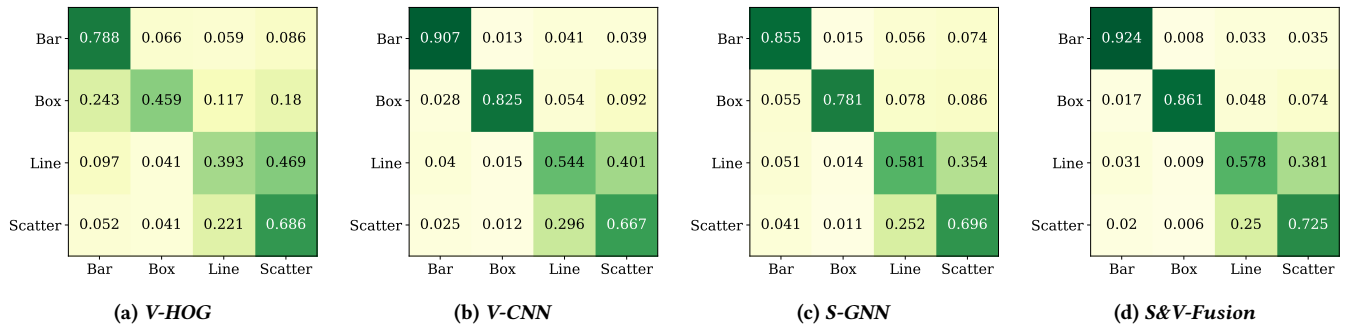 Bar 0.788 0.066 0.059 0.086
Box 0.243 0.459 0.117 0.18
Line 0.097 0.041 0.393 0.469
Scatter 0.052 0.041 0.221 0.686
Bar Box Line Scatter
(a) V-HOG
Bar 0.907 0.013 0.041 0.039
Box 0.028 0.825 0.054 0.092
Line 0.04 0.015 0.544 0.401
Scatter 0.025 0.012 0.296 0.667
Bar Box Line Scatter
(b) V-CNN
Bar 0.855 0.015 0.056 0.074
Box 0.055 0.781 0.078 0.086
Line 0.051 0.014 0.581 0.354
Scatter 0.041 0.011 0.252 0.696
Bar Box Line Scatter
(c) S-GNN
Bar 0.924 0.008 0.033 0.035
Box 0.017 0.861 0.048 0.074
Line 0.031 0.009 0.578 0.381
Scatter 0.02 0.006 0.25 0.725
Bar Box Line Scatter
(d) S&V-Fusion